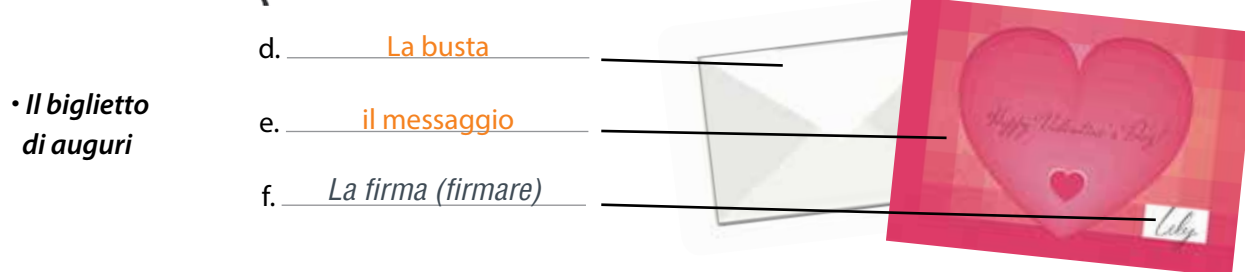 d. La busta
• Il biglietto
di auguri
e. il messaggio
f. La firma (firmare)
Happy Valentine's Day!
Lily